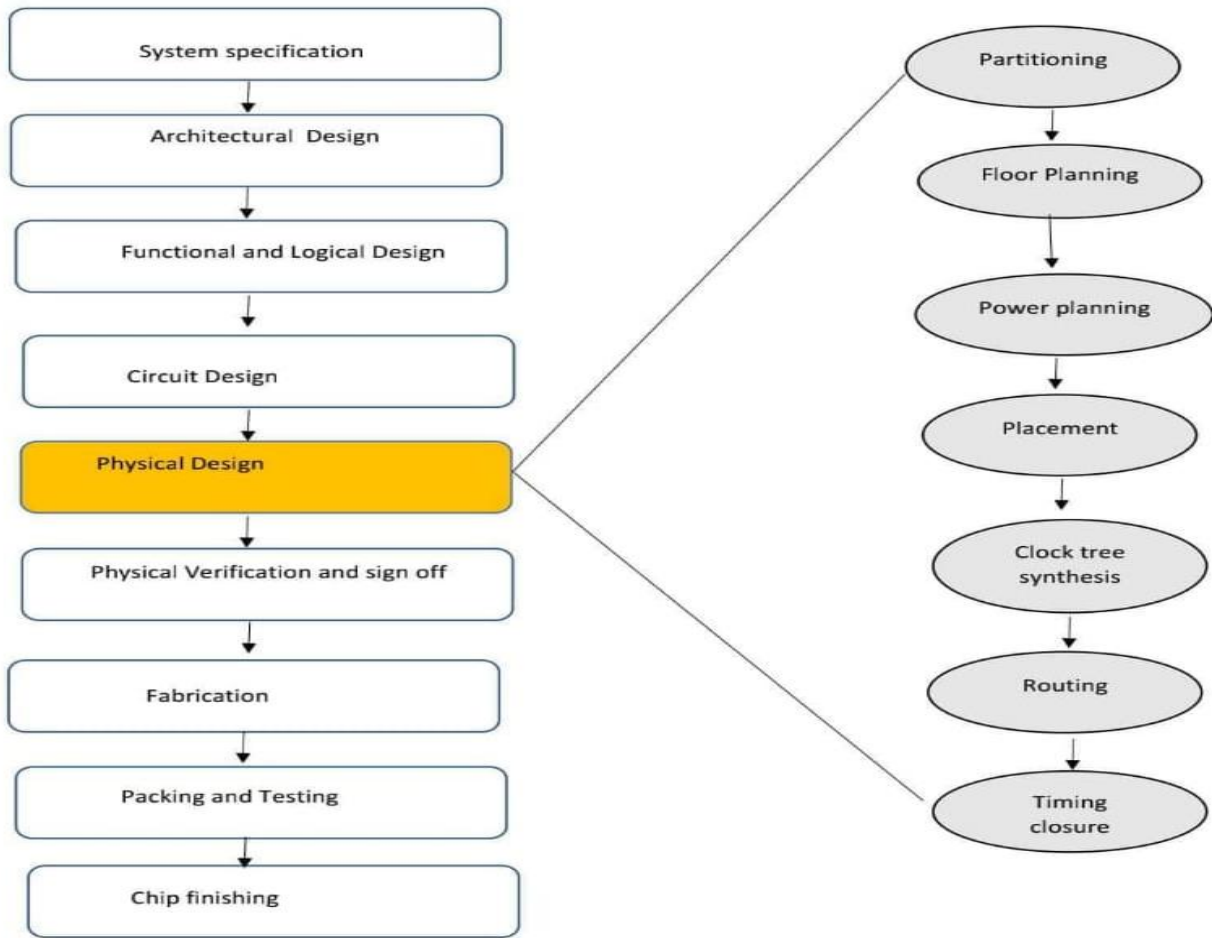 System specification
Architectural Design
Functional and Logical Design
Circuit Design
Physical Design
Physical Verification and sign off
Fabrication
Packing and Testing
Chip finishing
Partitioning
Floor Planning
Power planning
Placement
Clock tree
synthesis
Routing
Timing
closure